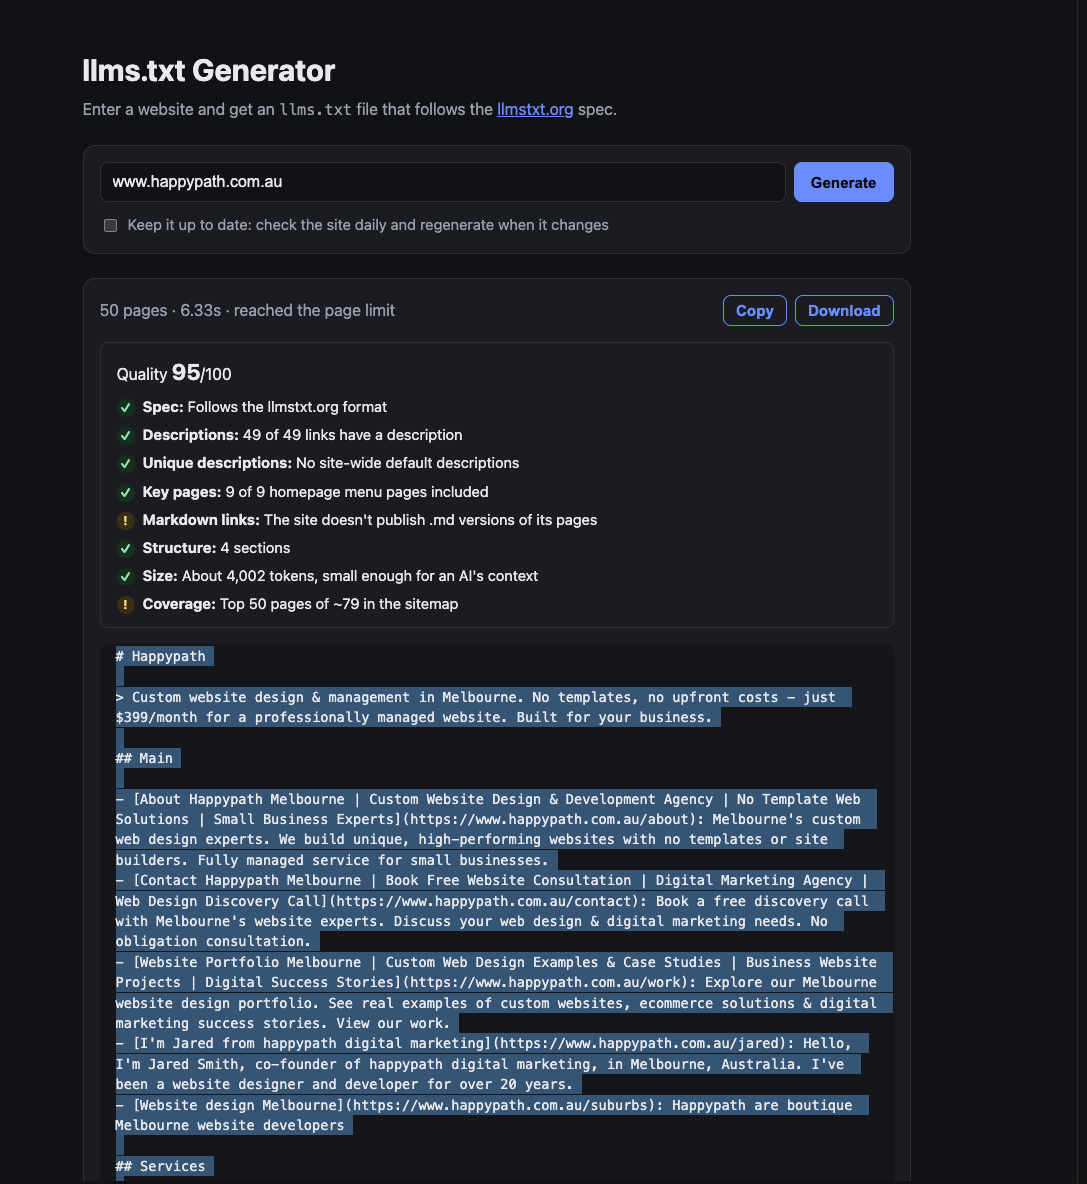 llms.txt Generator
Enter a website and get an llms.txt file that follows the llmstxt.org spec.
www.happypath.com.au
Generate
Keep it up to date: check the site daily and regenerate when it changes
50 pages · 6.33s · reached the page limit
Copy
Download
Quality 95/100
Spec: Follows the llmstxt.org format
Descriptions: 49 of 49 links have a description
Unique descriptions: No site-wide default descriptions
Key pages: 9 of 9 homepage menu pages included
! Markdown links: The site doesn't publish .md versions of its pages
Structure: 4 sections
Size: About 4,002 tokens, small enough for an AI's context
! Coverage: Top 50 pages of ~79 in the sitemap
# Happypath
> Custom website design & management in Melbourne. No templates, no upfront costs – just
$399/month for a professionally managed website. Built for your business.
## Main
- [About Happypath Melbourne | Custom Website Design & Development Agency | No Template Web
Solutions | Small Business Experts](https://www.happypath.com.au/about): Melbourne's custom
web design experts. We build unique, high-performing websites with no templates or site
builders. Fully managed service for small businesses.
- [Contact Happypath Melbourne | Book Free Website Consultation | Digital Marketing Agency |
Web Design Discovery Call](https://www.happypath.com.au/contact): Book a free discovery call
with Melbourne's website experts. Discuss your web design & digital marketing needs. No
obligation consultation.
- [Website Portfolio Melbourne | Custom Web Design Examples & Case Studies | Business Website
Projects | Digital Success Stories](https://www.happypath.com.au/work): Explore our Melbourne
website design portfolio. See real examples of custom websites, ecommerce solutions & digital
marketing success stories. View our work.
- [I'm Jared from happypath digital marketing](https://www.happypath.com.au/jared): Hello,
I'm Jared Smith, co-founder of happypath digital marketing, in Melbourne, Australia. I've
been a website designer and developer for over 20 years.
- [Website design Melbourne](https://www.happypath.com.au/suburbs): Happypath are boutique
Melbourne website developers
## Services